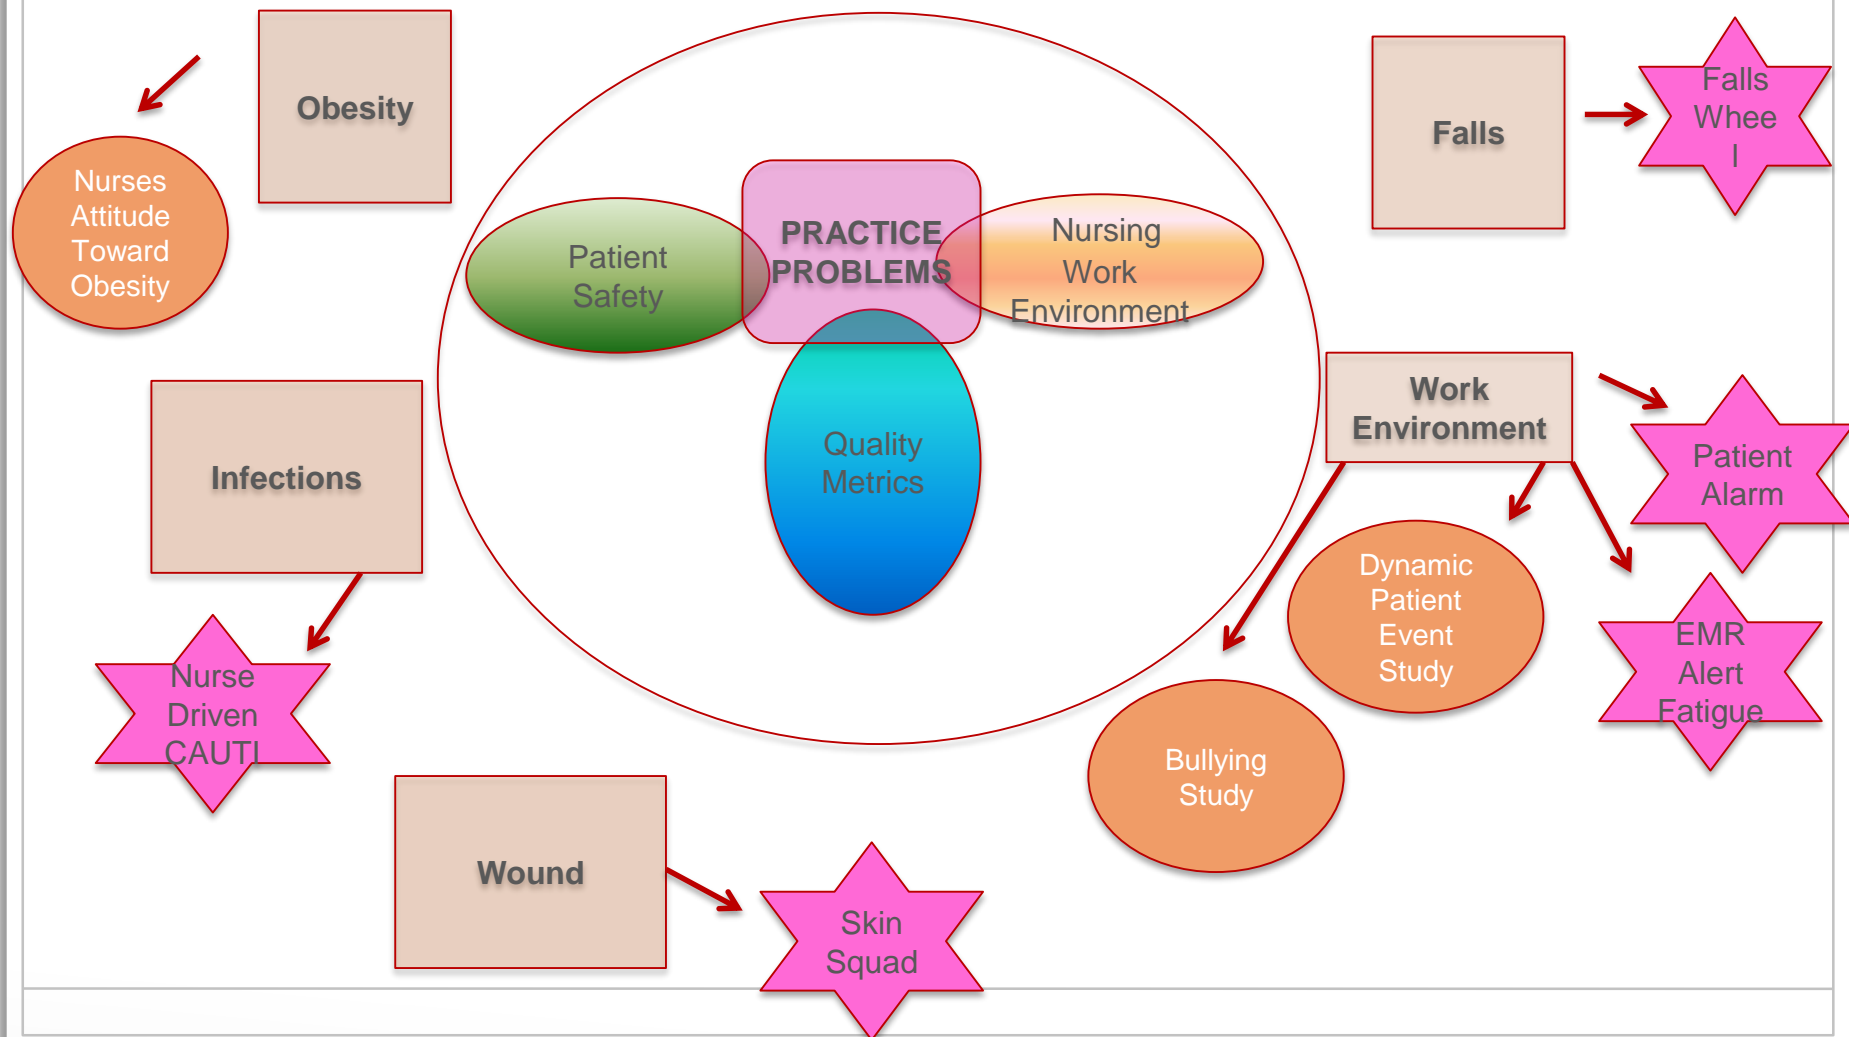 Obesity
Nurses
Attitude
Toward
Obesity
Patient
Safety
PRACTICE
PROBLEMS
Nursing
Work
Environment
Quality
Metrics
Falls
Falls
Whee
l
Infections
Nurse
Driven
CAUTI
Work
Environment
Patient
Alarm
Dynamic
Patient
Event
Study
EMR
Alert
Fatigue
Bullying
Study
Wound
Skin
Squad